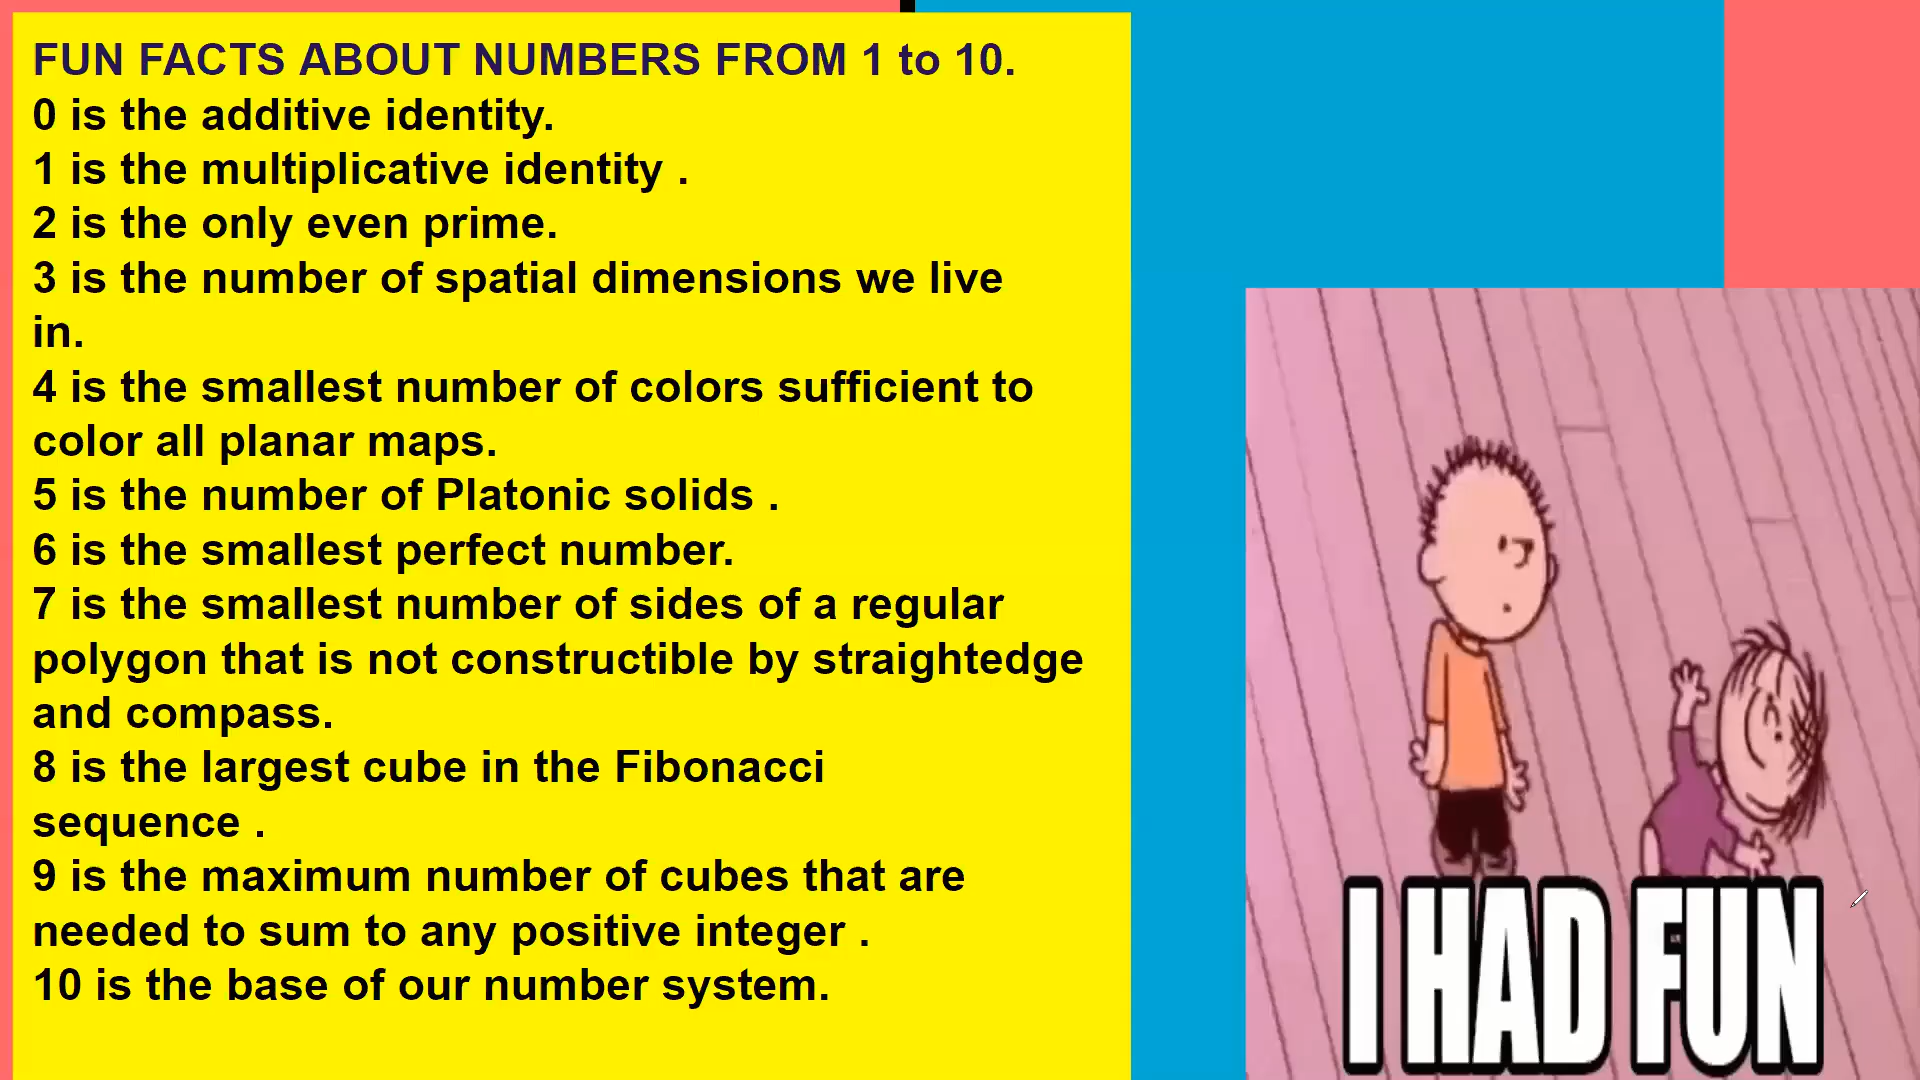 FUN FACTS ABOUT NUMBERS FROM 1 to 10.
0 is the additive identity.
1 is the multiplicative identity .
2 is the only even prime.
3 is the number of spatial dimensions we live
in.
4 is the smallest number of colors sufficient to
color all planar maps.
5 is the number of Platonic solids .
6 is the smallest perfect number.
7 is the smallest number of sides of a regular
polygon that is not constructible by straightedge
and compass.
8 is the largest cube in the Fibonacci
sequence .
9 is the maximum number of cubes that are
needed to sum to any positive integer .
10 is the base of our number system.
I HAD FUN